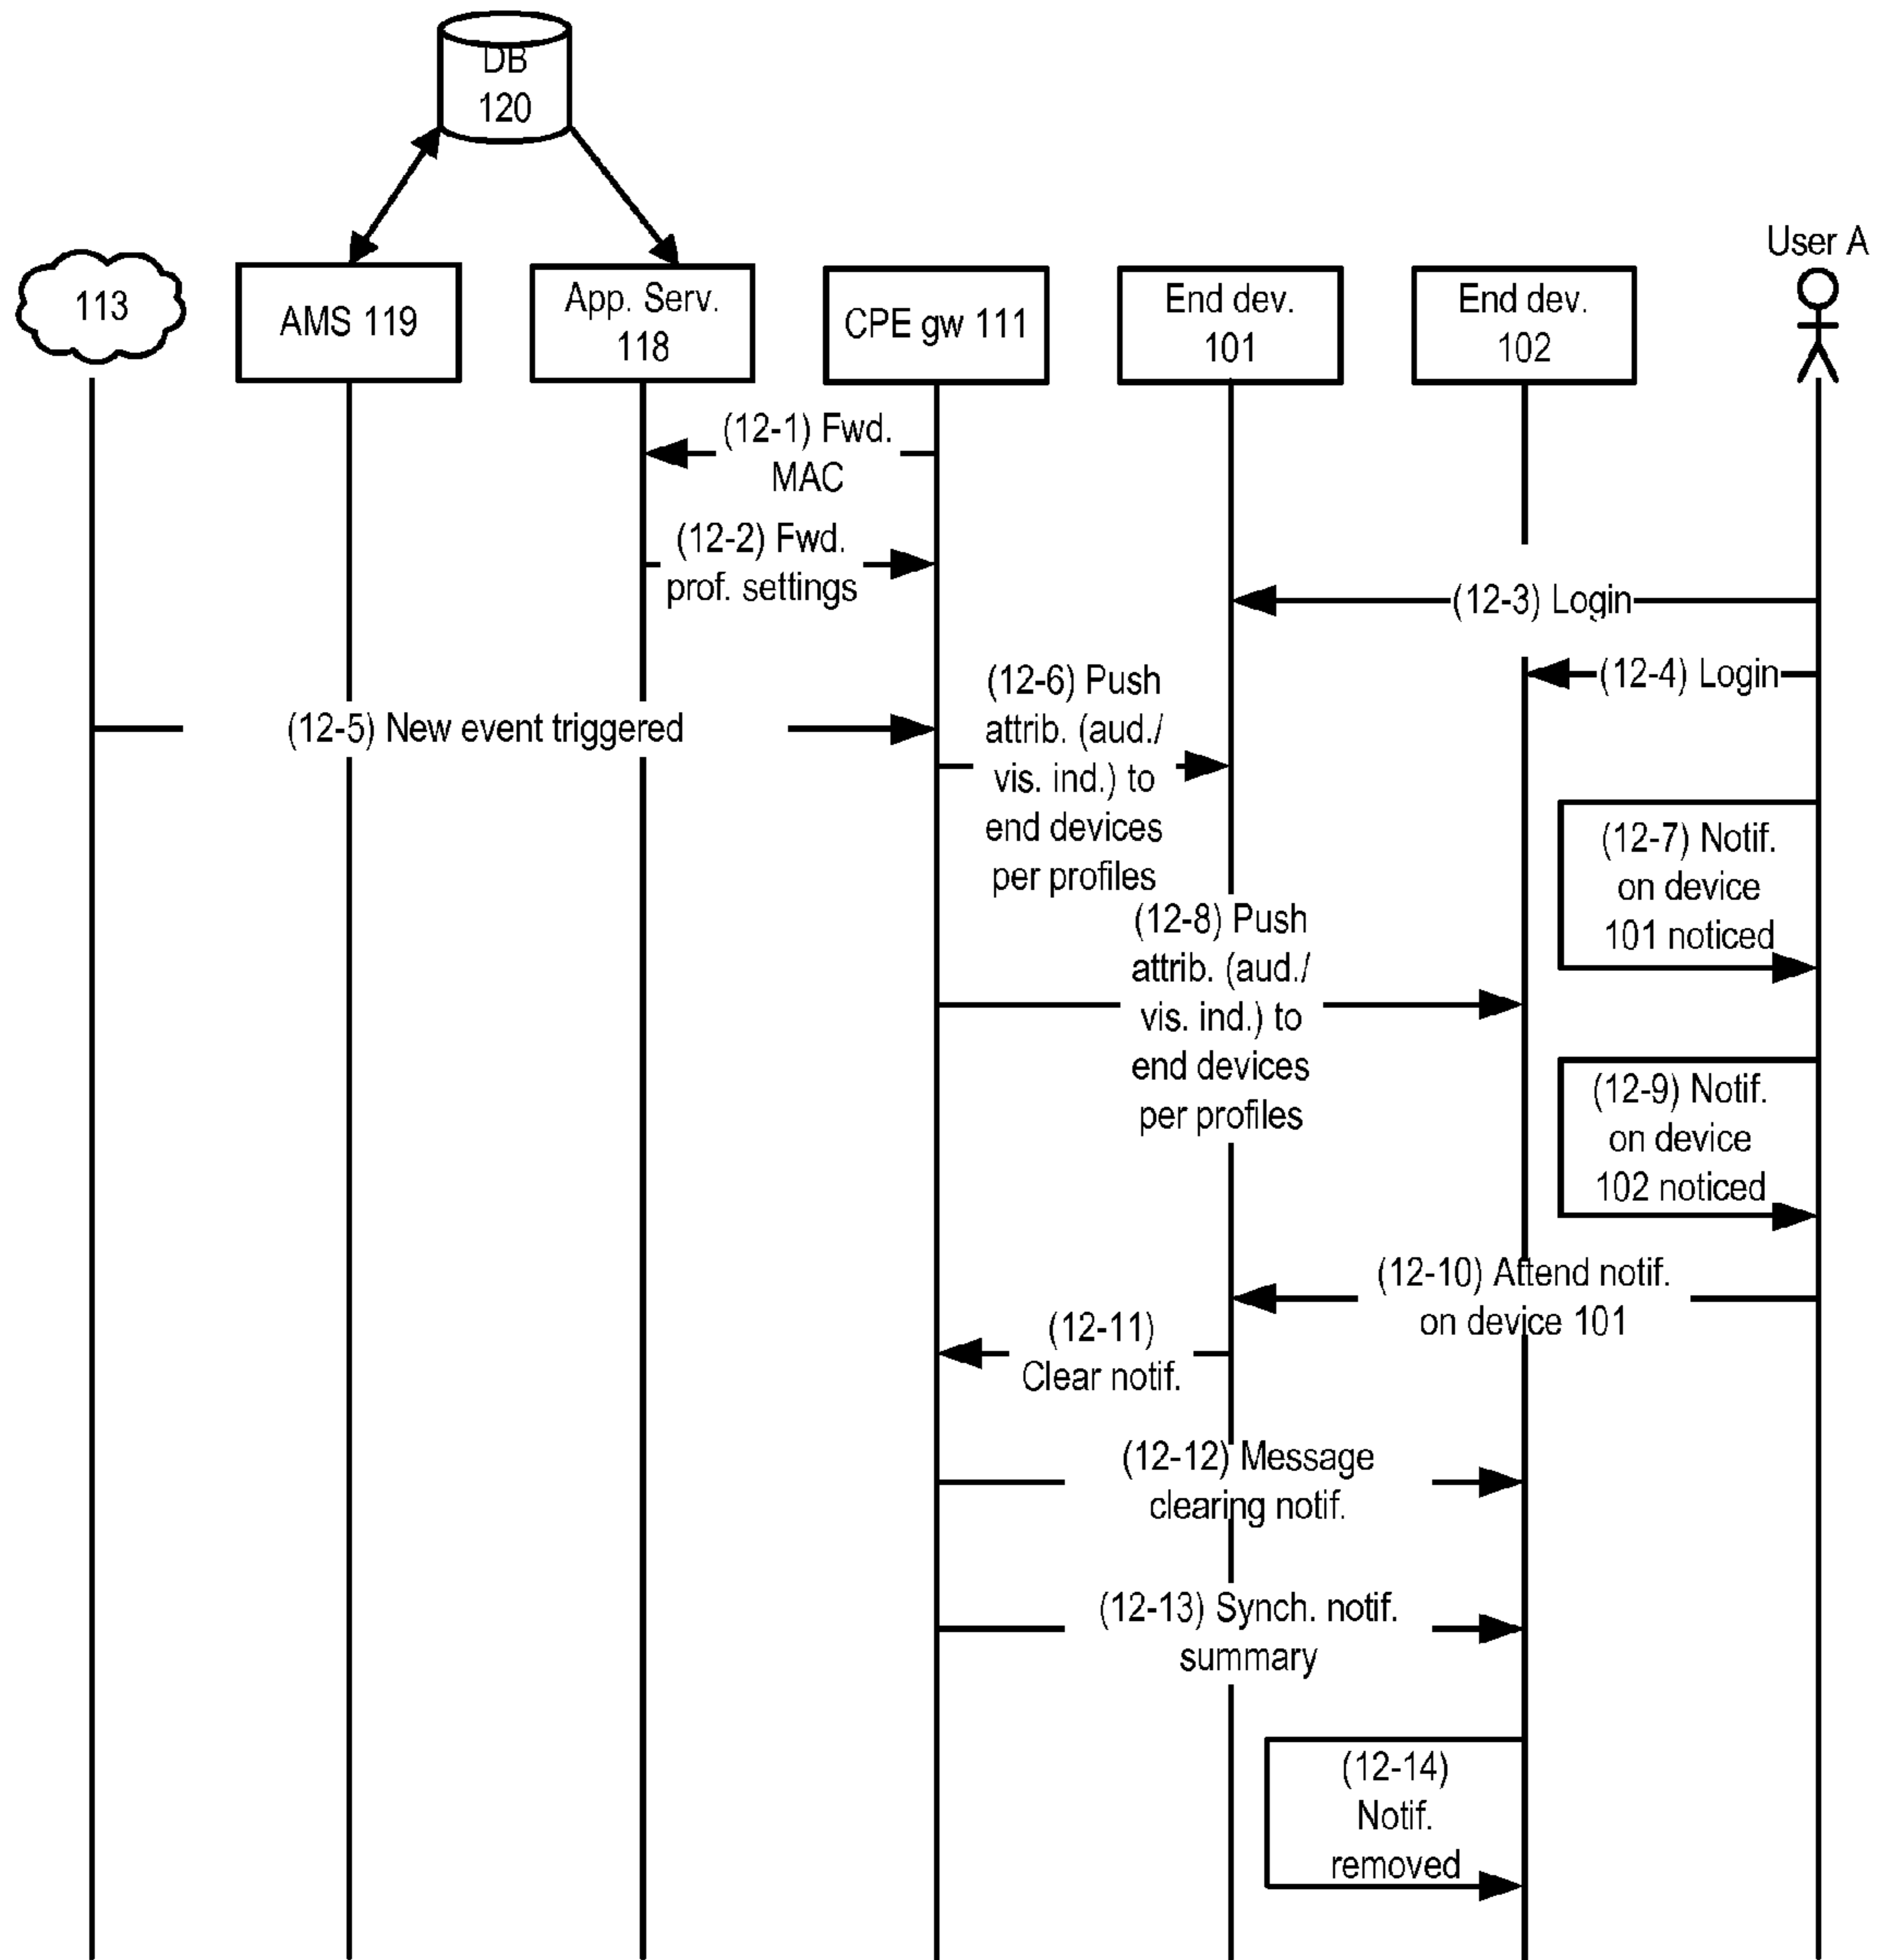 DB
120
User A
113
AMS 119
App. Serv.
118
CPE gw 111
End dev.
101
End dev.
102
(12-1) Fwd.
MAC
(12-2) Fwd.
prof. settings
(12-3) Login
(12-4) Login
(12-5) New event triggered
(12-6) Push
attrib. (aud./
vis. ind.) to
end devices
per profiles
(12-7) Notif.
on device
101 noticed
(12-8) Push
attrib. (aud./
vis. ind.) to
end devices
per profiles
(12-9) Notif.
on device
102 noticed
(12-10) Attend notif.
on device 101
(12-11)
Clear notif.
(12-12) Message
clearing notif.
(12-13) Synch. notif.
summary
(12-14)
Notif.
removed